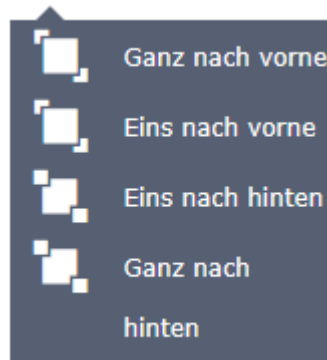 Ganz nach vorne
Eins nach vorne
Eins nach hinten
Ganz nach
hinten